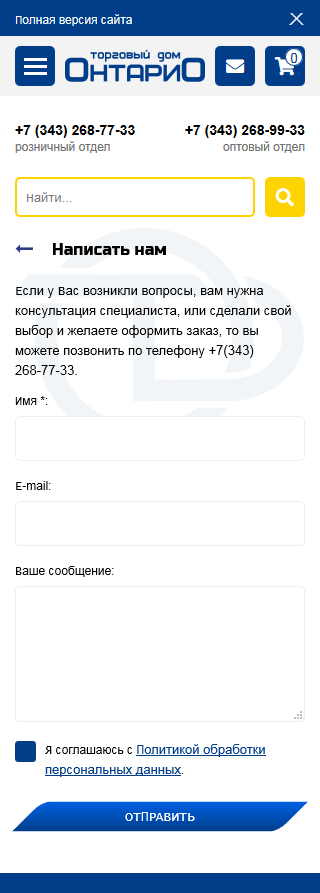 Полная версия сайта
торговый дом
ОнтариО
0
+7 (343) 268-77-33
розничный отдел
+7 (343) 268-99-33
оптовый отдел
Найти...
Написать нам
Если у Вас возникли вопросы, вам нужна
консультация специалиста, или сделали свой
выбор и желаете оформить заказ, то вы
можете позвонить по телефону +7(343)
268-77-33.
Имя *:
E-mail:
Ваше сообщение:
Я соглашаюсь с Политикой обработки
персональных данных.
ОТПРАВИТЬ